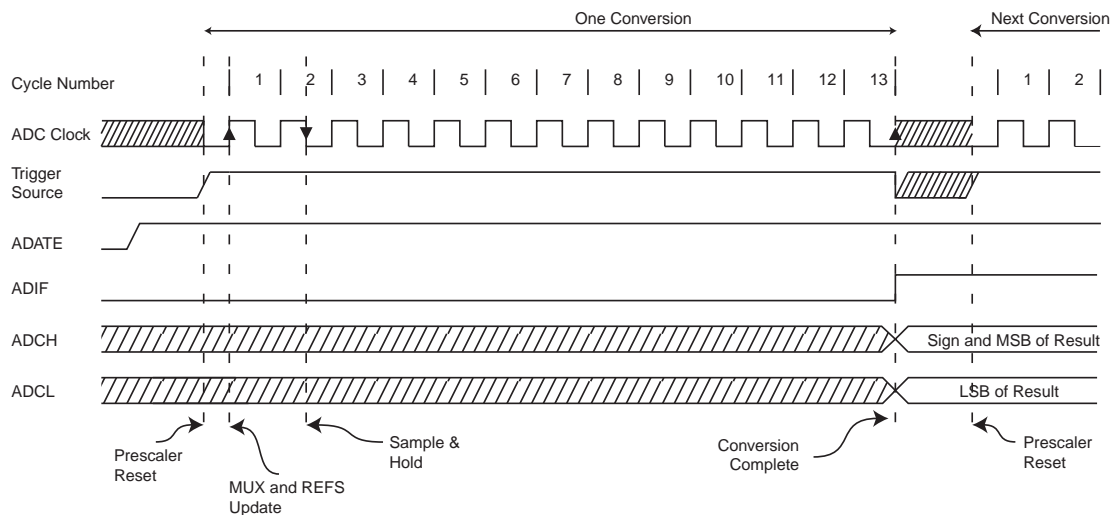 One Conversion
Next Conversion
Cycle Number
1 2 3 4 5 6 7 8 9 10 11 12 13 1 2
ADC Clock
Trigger
Source
ADATE
ADIF
ADCH
Sign and MSB of Result
ADCL
LSB of Result
Prescaler
Reset
MUX and REFS
Update
Sample &
Hold
Conversion
Complete
Prescaler
Reset